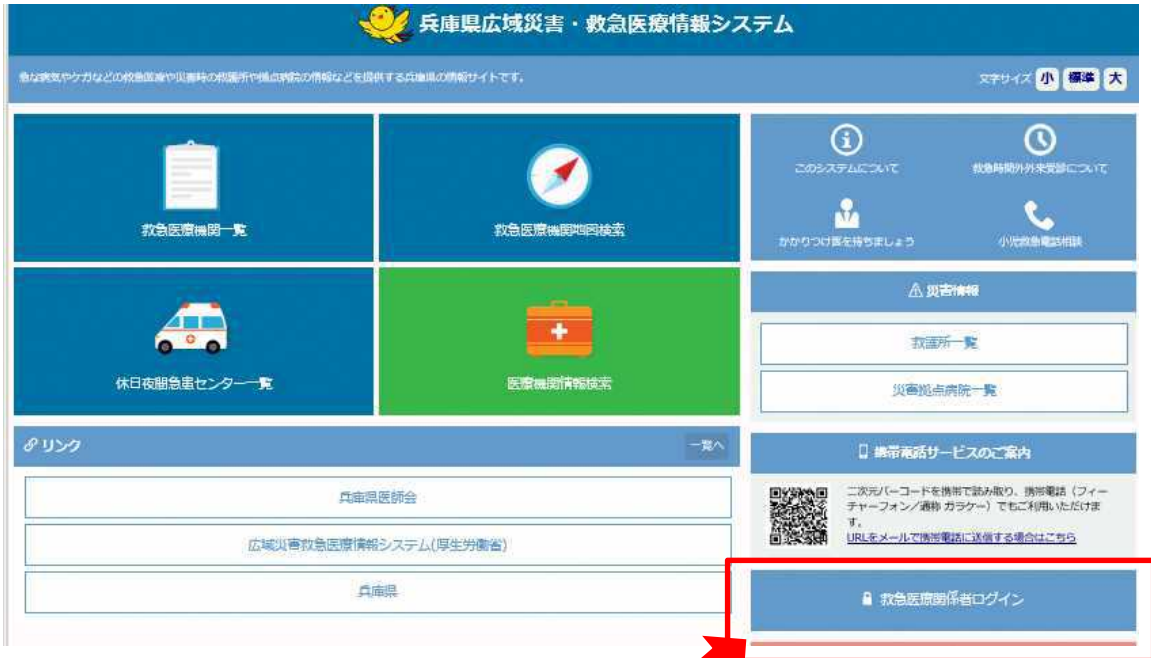 兵庫県広域災害・救急医療情報システム
急な病気やケガなどの救急医療や災害時の救護所や拠点病院の情報などを提供する兵庫県の情報サイトです。
文字サイズ 小 標準 大
救急医療機関一覧
救急医療機関地図検索
このシステムについて
救急時間外外来受診について
かかりつけ医を持ちましょう
小児救急電話相談
休日夜間急患センター一覧
医療機関情報検索
災害情報
救護所一覧
災害拠点病院一覧
リンク
一覧へ
兵庫県医師会
広域災害救急医療情報システム(厚生労働省)
兵庫県
携帯電話サービスのご案内
二次元バーコードを携帯で読み取り、携帯電話（フィー
チャーフォン/通称 ガラケー）でもご利用いただけま
す。
URLをメールで携帯電話に送信する場合はこちら
救急医療関係者ログイン